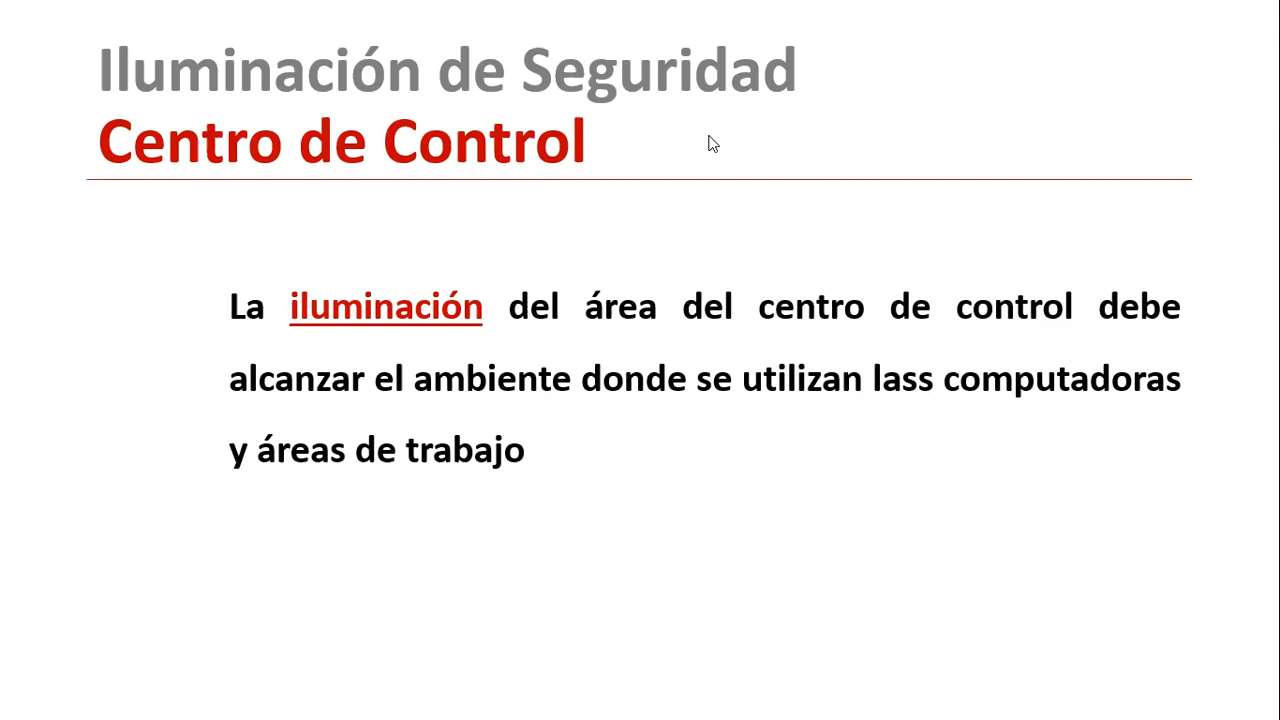 Iluminación de Seguridad
Centro de Control
La iluminación del área del centro de control debe
alcanzar el ambiente donde se utilizan lass computadoras
y áreas de trabajo